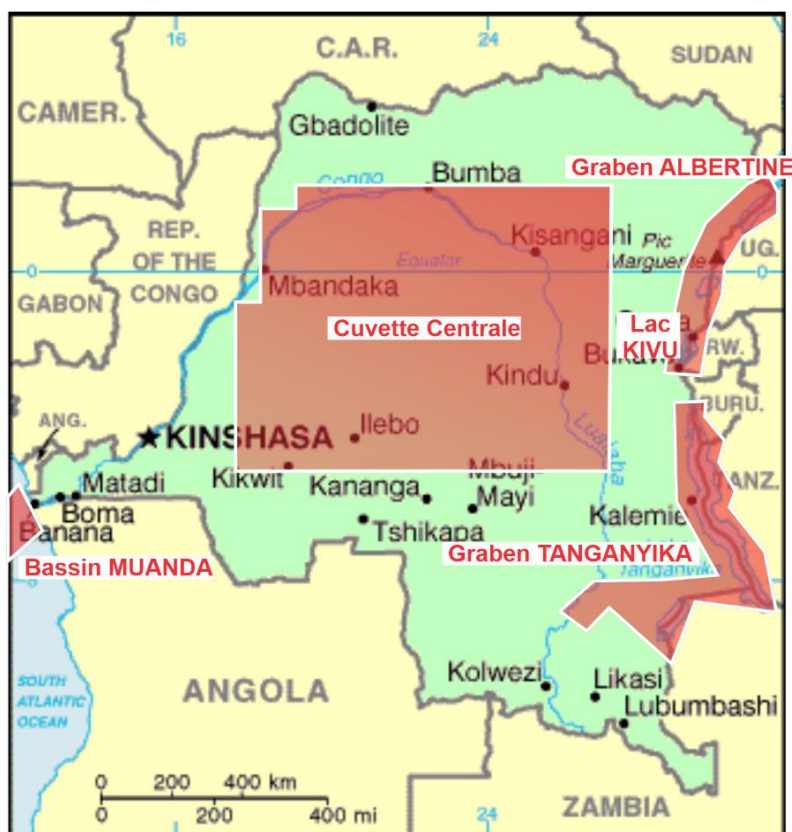 16
24
C.A.R.
SUDAN
CAMER.
Gbadolite
Congo
Bumba
Graben ALBERTINE
REP.
OF THE
CONGO
Kisangani
Pic
Marguerite
UG.
0
Equator
0
GABON
Mbandaka
Cuvette Centrale
Lac
KIVU
RW.
Kindu
BURU.
ANG.
KINSHASA
Ilebo
Lualaba
TANZ.
Kikwit
Matadi
Boma
Banana
Kananga
Mbuji-
Mayi
Kalemie
Tshikapa
Bassin MUANDA
Graben TANGANYIKA
Tanganyika
SOUTH
ATLANTIC
OCEAN
ANGOLA
Kolwezi
Likasi
Lubumbashi
0 200 400 km
0 200 400 mi
24
ZAMBIA